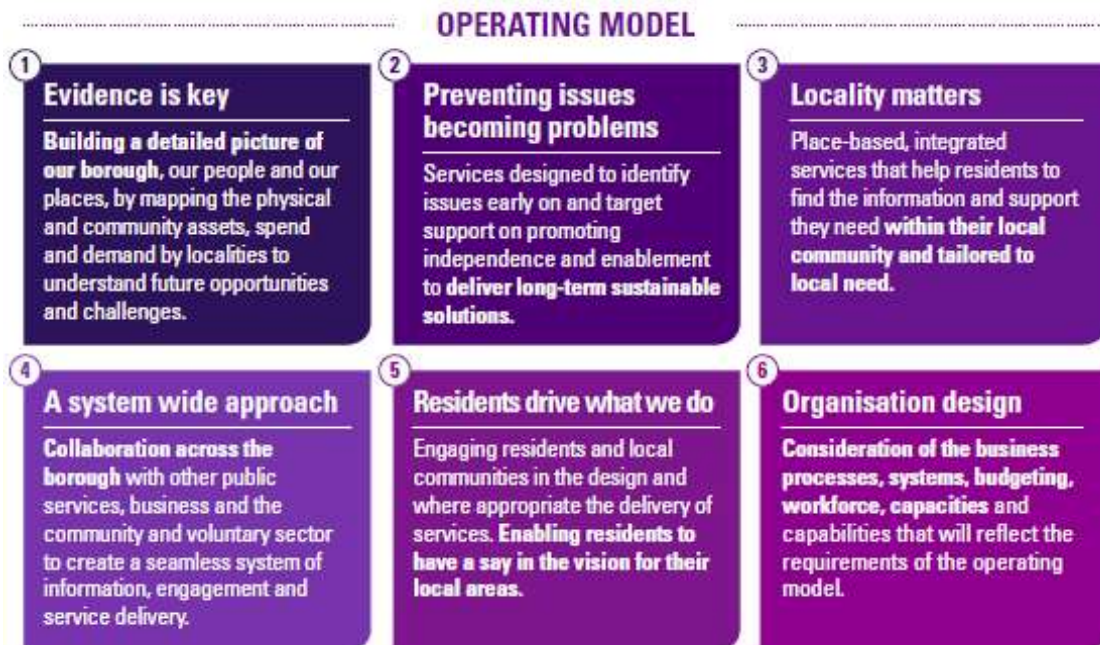 OPERATING MODEL
1
Evidence is key
Building a detailed picture of
our borough, our people and our
places, by mapping the physical
and community assets, spend
and demand by localities to
understand future opportunities
and challenges.
2
Preventing issues
becoming problems
Services designed to identify
issues early on and target
support on promoting
independence and enablement
to deliver long-term sustainable
solutions.
3
Locality matters
Place-based, integrated
services that help residents to
find the information and support
they need within their local
community and tailored to
local need.
4
A system wide approach
Collaboration across the
borough with other public
services, business and the
community and voluntary sector
to create a seamless system of
information, engagement and
service delivery.
5
Residents drive what we do
Engaging residents and local
communities in the design and
where appropriate the delivery of
services. Enabling residents to
have a say in the vision for their
local areas.
6
Organisation design
Consideration of the business
processes, systems, budgeting,
workforce, capacities and
capabilities that will reflect the
requirements of the operating
model.